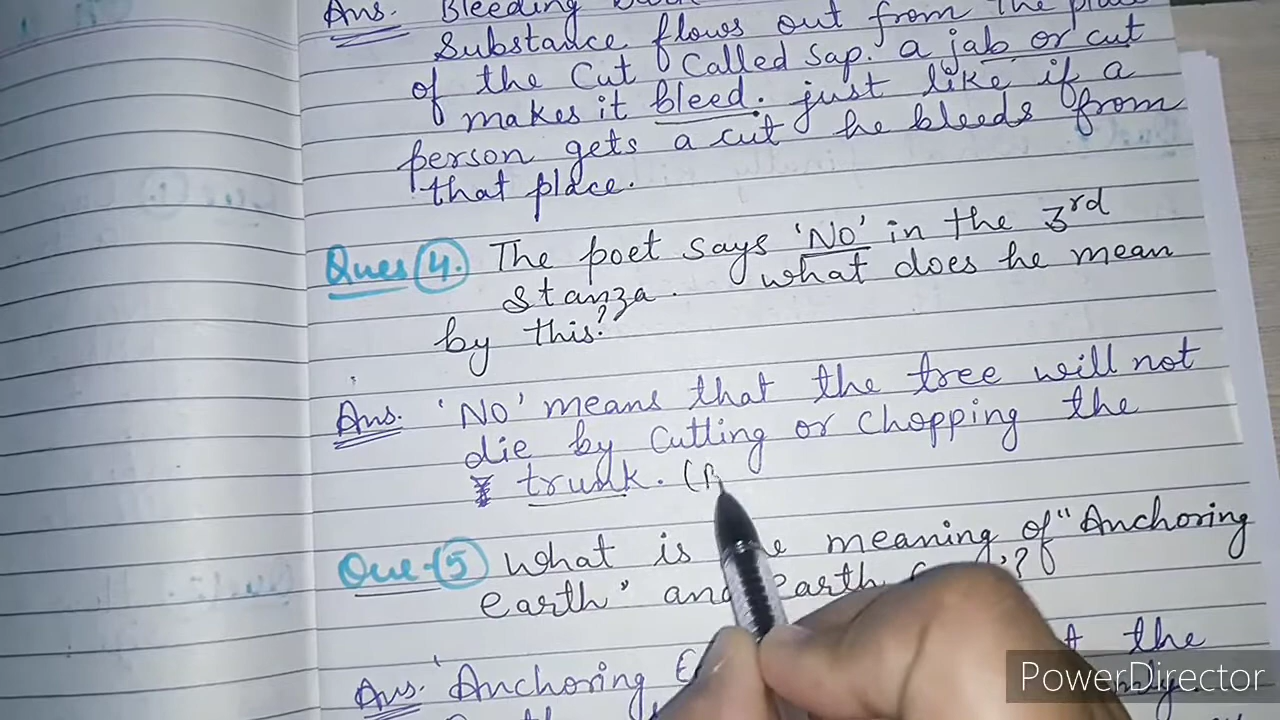 Ans. Bleeding
Substance flows out from the place
of the Cut Called Sap. a jab or cut
makes it bleed. just like if a
person gets a cut he bleeds from
that place.
Ques 4. The poet says 'NO' in the 3rd
stanza. what does he mean
by this?
Ans. 'NO' means that the tree will not
die by cutting or chopping the
trunk. (
Que-5 what is meaning of "Anchoring
earth" and
Ans. 'Anchoring the
PowerDirector